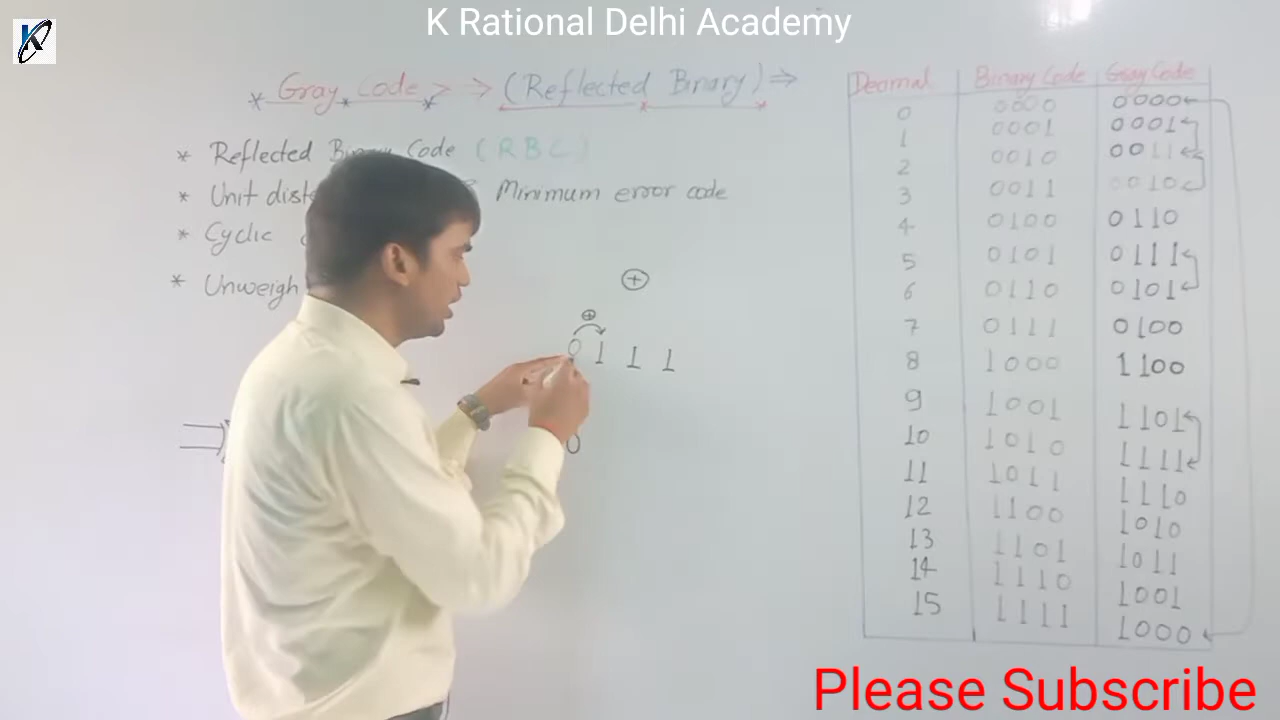 K Rational Delhi Academy
K
* Gray Code > → (Reflected Binary) ⇒
* Reflected Code (RBC)
* Unit Minimum error code
* Cyclic
* Unweigh
⊕
⊕
0 1 1 1
0
Decimal Binary Code Gray Code
0 0000 0000
1 0001 0001
2 0010 0011
3 0011 0010
4 0100 0110
5 0101 0111
6 0110 0101
7 0111 0100
8 1000 1100
9 1001 1101
10 1010 1111
11 1011 1110
12 1100 1010
13 1101 1011
14 1110 1001
15 1111 1000
Please Subscribe